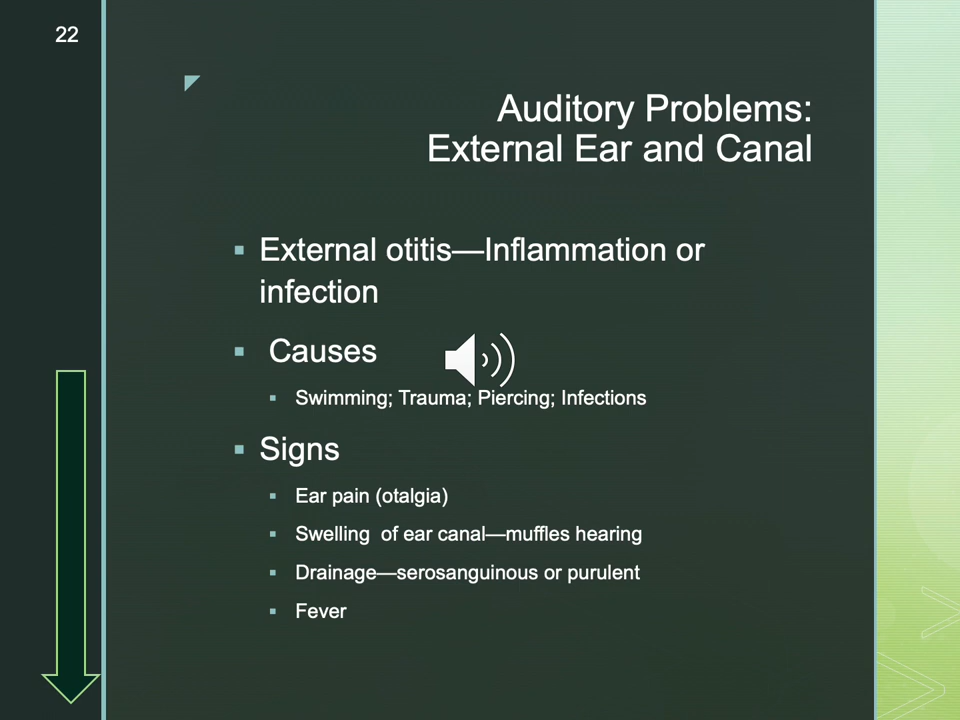 22
Auditory Problems:
External Ear and Canal
External otitis—Inflammation or
infection
Causes
Swimming; Trauma; Piercing; Infections
Signs
Ear pain (otalgia)
Swelling  of ear canal—muffles hearing
Drainage—serosanguinous or purulent
Fever